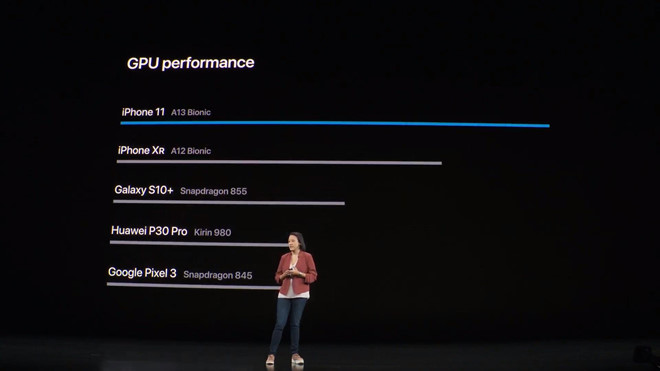 GPU performance
iPhone 11 A13 Bionic
iPhone XR A12 Bionic
Galaxy S10+ Snapdragon 855
Huawei P30 Pro Kirin 980
Google Pixel 3 Snapdragon 845